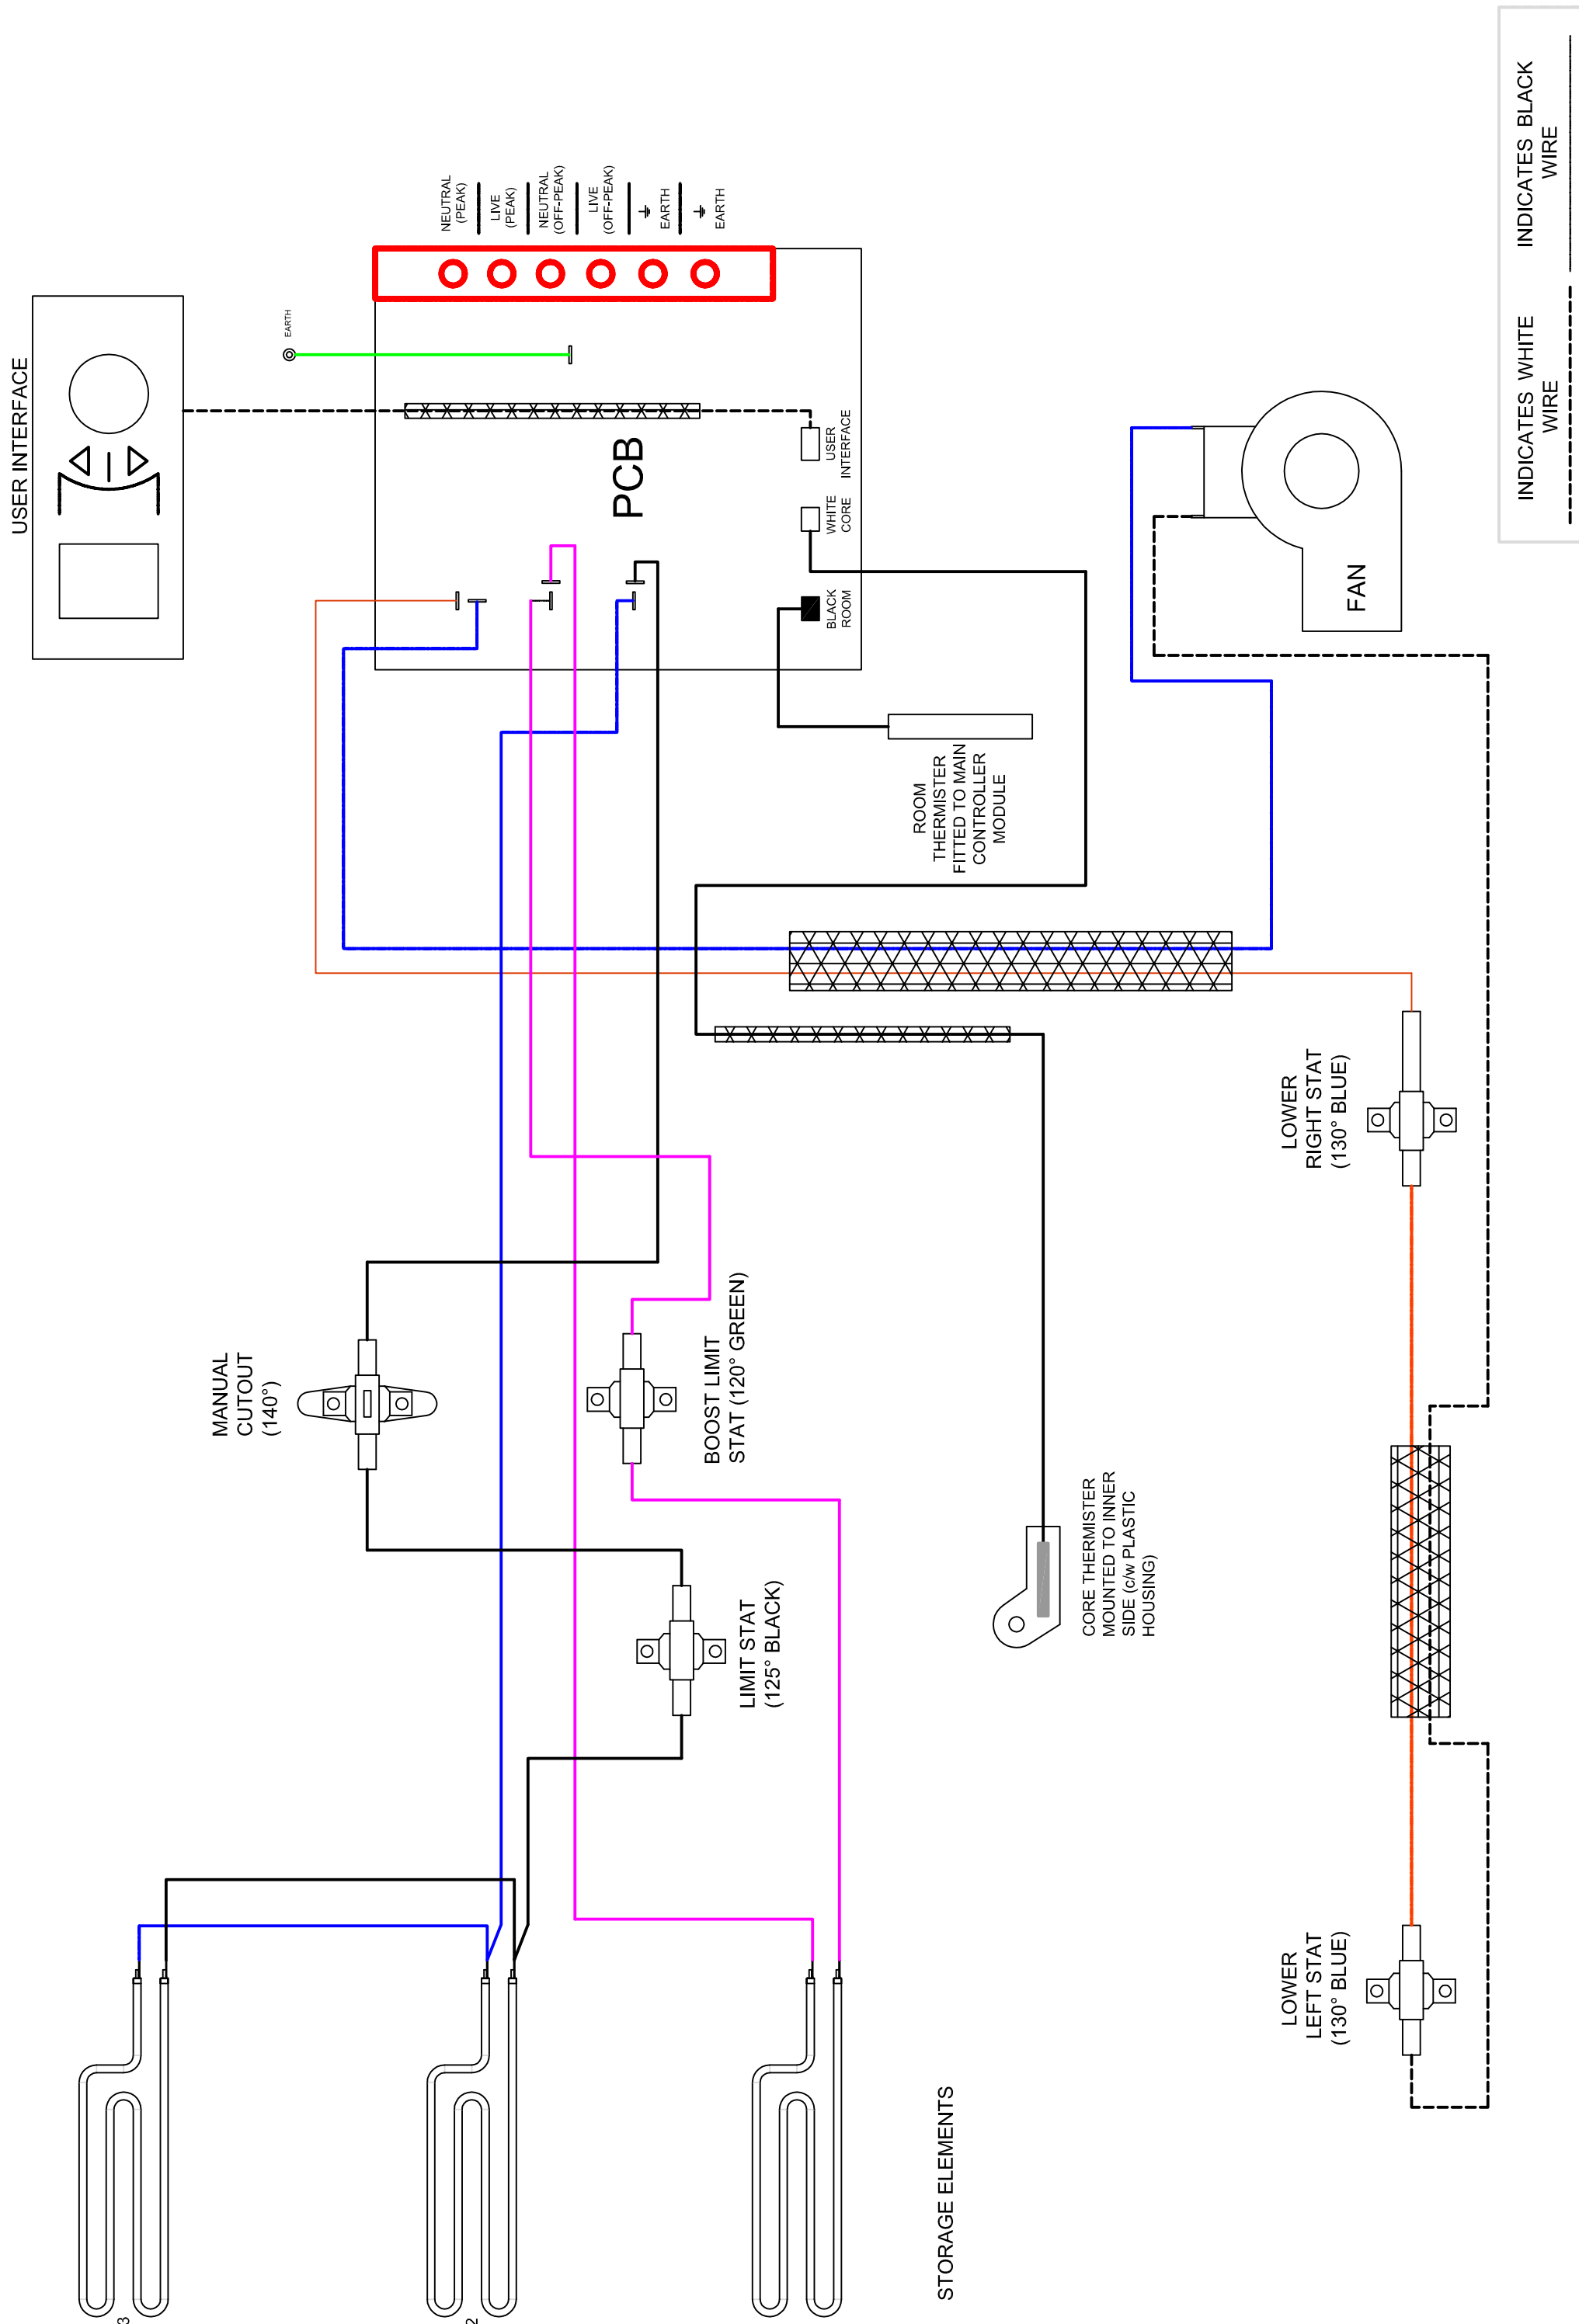 USER INTERFACE
EARTH
NEUTRAL
(PEAK)
LIVE
(PEAK)
NEUTRAL
(OFF-PEAK)
LIVE
(OFF-PEAK)
EARTH
EARTH
PCB
USER
INTERFACE
WHITE
CORE
BLACK
ROOM
ROOM
THERMISTER
FITTED TO MAIN
CONTROLLER
MODULE
FAN
INDICATES WHITE
WIRE
INDICATES BLACK
WIRE
MANUAL
CUTOUT
(140°)
BOOST LIMIT
STAT (120° GREEN)
LIMIT STAT
(125° BLACK)
CORE THERMISTER
MOUNTED TO INNER
SIDE (c/w PLASTIC
HOUSING)
LOWER
RIGHT STAT
(130° BLUE)
LOWER
LEFT STAT
(130° BLUE)
STORAGE ELEMENTS
3
2